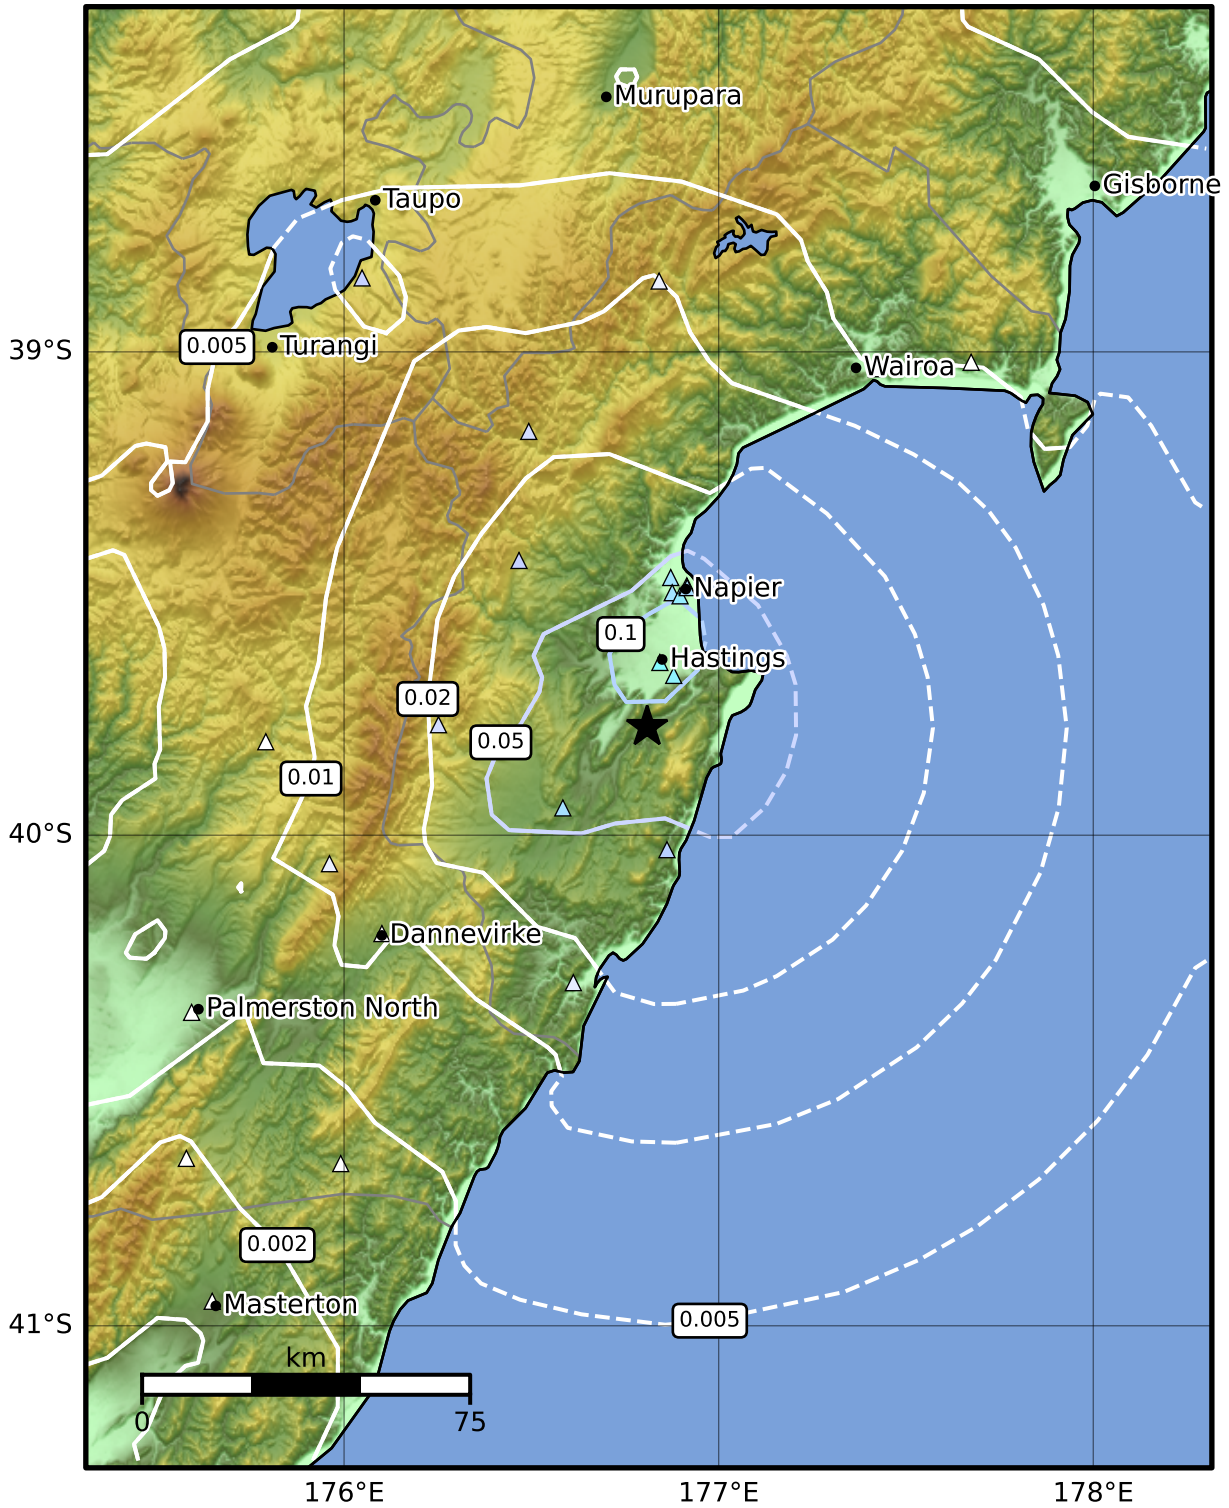 Murupara
Gisborne
Taupo
0.005
Turangi
39°S
Wairoa
Napier
0.1
Hastings
0.02
0.05
0.01
40°S
Dannevirke
Palmerston North
0.002
Masterton
0.005
41°S
km
0
75
176°E
177°E
178°E